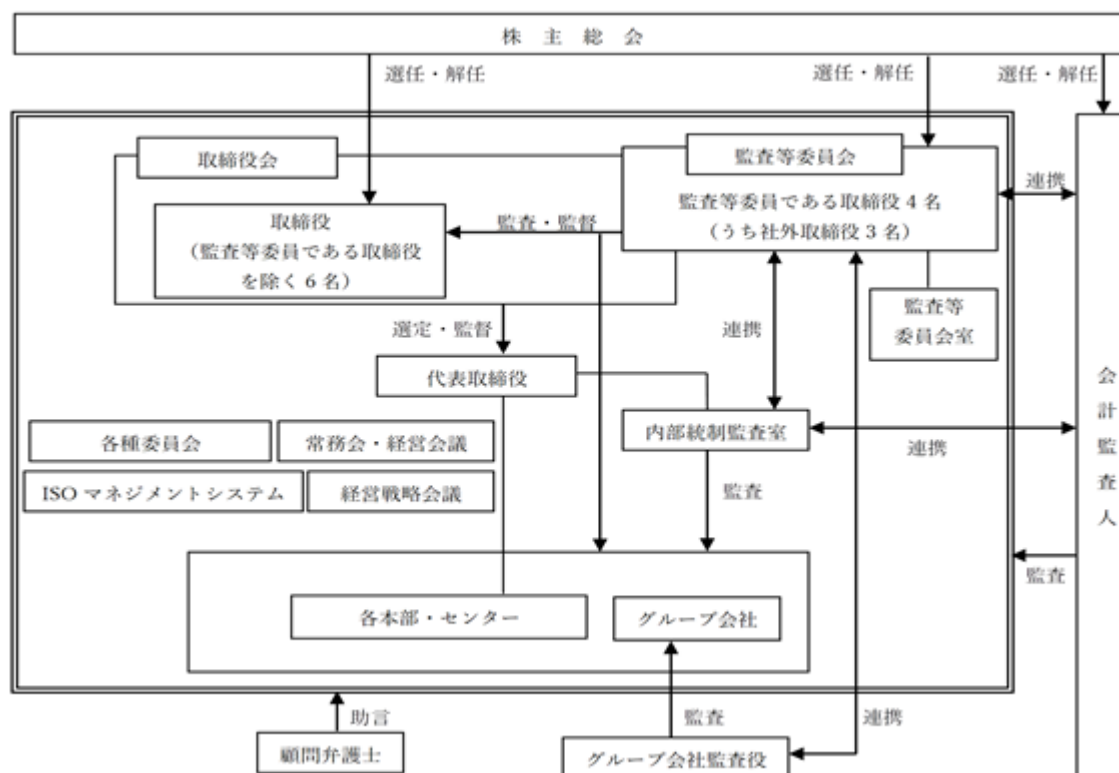 株主総会
選任・解任
選任・解任
選任・解任
取締役会
監査等委員会
取締役
(監査等委員である取締役
を除く6名)
監査・監督
監査等委員である取締役4名
(うち社外取締役3名)
連携
監査等
委員会室
選定・監督
連携
代表取締役
各種委員会
常務会・経営会議
内部統制監査室
連携
ISOマネジメントシステム
経営戦略会議
監査
会計監査人
監査
各本部・センター
グループ会社
助言
監査
連携
顧問弁護士
グループ会社監査役